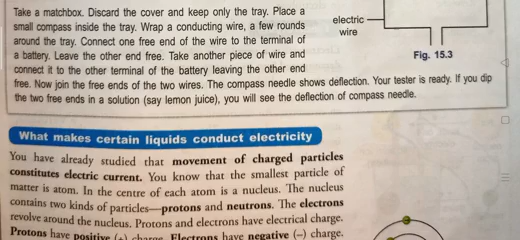 Take a matchbox. Discard the cover and keep only the tray. Place a
small compass inside the tray. Wrap a conducting wire, a few rounds
around the tray. Connect one free end of the wire to the terminal of
a battery. Leave the other end free. Take another piece of wire and
connect it to the other terminal of the battery leaving the other end
free. Now join the free ends of the two wires. The compass needle shows deflection. Your tester is ready. If you dip
the two free ends in a solution (say lemon juice), you will see the deflection of compass needle.
electric
wire
Fig. 15.3
What makes certain liquids conduct electricity
You have already studied that movement of charged particles
constitutes electric current. You know that the smallest particle of
matter is atom. In the centre of each atom is a nucleus. The nucleus
contains two kinds of particles—protons and neutrons. The electrons
revolve around the nucleus. Protons and electrons have electrical charge.
Protons have positive (+) charge. Electrons have negative (–) charge.